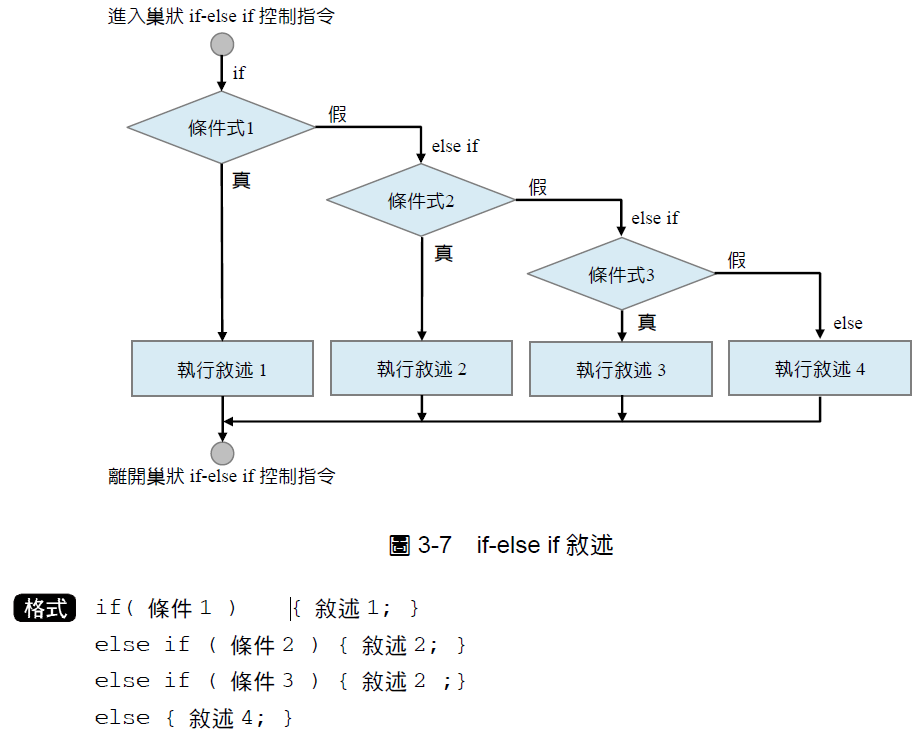 進入巢狀 if-else if 控制指令
if
條件式1
假
else if
真
條件式2
假
else if
真
條件式3
假
真
else
執行敘述 1
執行敘述 2
執行敘述 3
執行敘述 4
離開巢狀 if-else if 控制指令
圖 3-7 if-else if 敘述
格式 if( 條件 1 ) { 敘述 1; }
else if ( 條件 2 ) { 敘述 2; }
else if ( 條件 3 ) { 敘述 2 ;}
else { 敘述 4; }